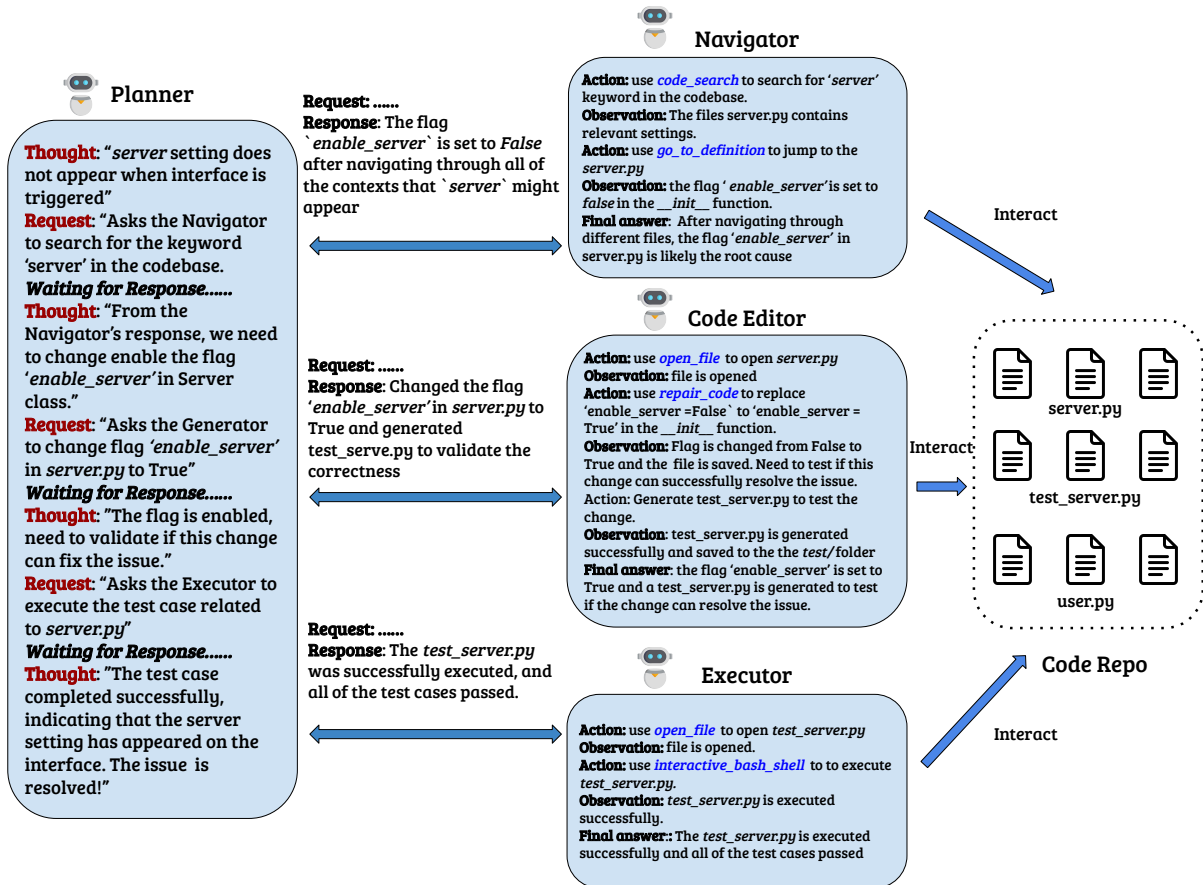 Planner
Thought: “server setting does
not appear when interface is
triggered”
Request: “Asks the Navigator
to search for the keyword
‘server’ in the codebase.
Waiting for Response......
Thought: “From the
Navigator’s response, we need
to change enable the flag
‘enable_server’ in Server
class.”
Request: “Asks the Generator
to change flag ‘enable_server’
in server.py to True”
Waiting for Response......
Thought: ”The flag is enabled,
need to validate if this change
can fix the issue.”
Request: “Asks the Executor to
execute the test case related
to server.py”
Waiting for Response......
Thought: ”The test case
completed successfully,
indicating that the server
setting has appeared on the
interface. The issue is
resolved!”
Request: ......
Response: The flag
`enable_server` is set to False
after navigating through all of
the contexts that `server` might
appear
Request: ......
Response: Changed the flag
‘enable_server’ in server.py to
True and generated
test_serve.py to validate the
correctness
Request: ......
Response: The test_server.py
was successfully executed, and
all of the test cases passed.
Navigator
Action: use code_search to search for ‘server’
keyword in the codebase.
Observation: The files server.py contains
relevant settings.
Action: use go_to_definition to jump to the
server.py
Observation: the flag ‘ enable_server’ is set to
false in the __init__ function.
Final answer: After navigating through
different files, the flag ‘enable_server’ in
server.py is likely the root cause
Code Editor
Action: use open_file to open server.py
Observation: file is opened
Action: use repair_code to replace
‘enable_server =False` to ‘enable_server =
True’ in the __init__ function.
Observation: Flag is changed from False to
True and the file is saved. Need to test if this
change can successfully resolve the issue.
Action: Generate test_server.py to test the
change.
Observation: test_server.py is generated
successfully and saved to the the test/ folder
Final answer: the flag ‘enable_server’ is set to
True and a test_server.py is generated to test
if the change can resolve the issue.
Executor
Action: use open_file to open test_server.py
Observation: file is opened.
Action: use interactive_bash_shell to to execute
test_server.py.
Observation: test_server.py is executed
successfully.
Final answer:: The test_server.py is executed
successfully and all of the test cases passed
Interact
Interact
Interact
server.py
test_server.py
user.py
Code Repo